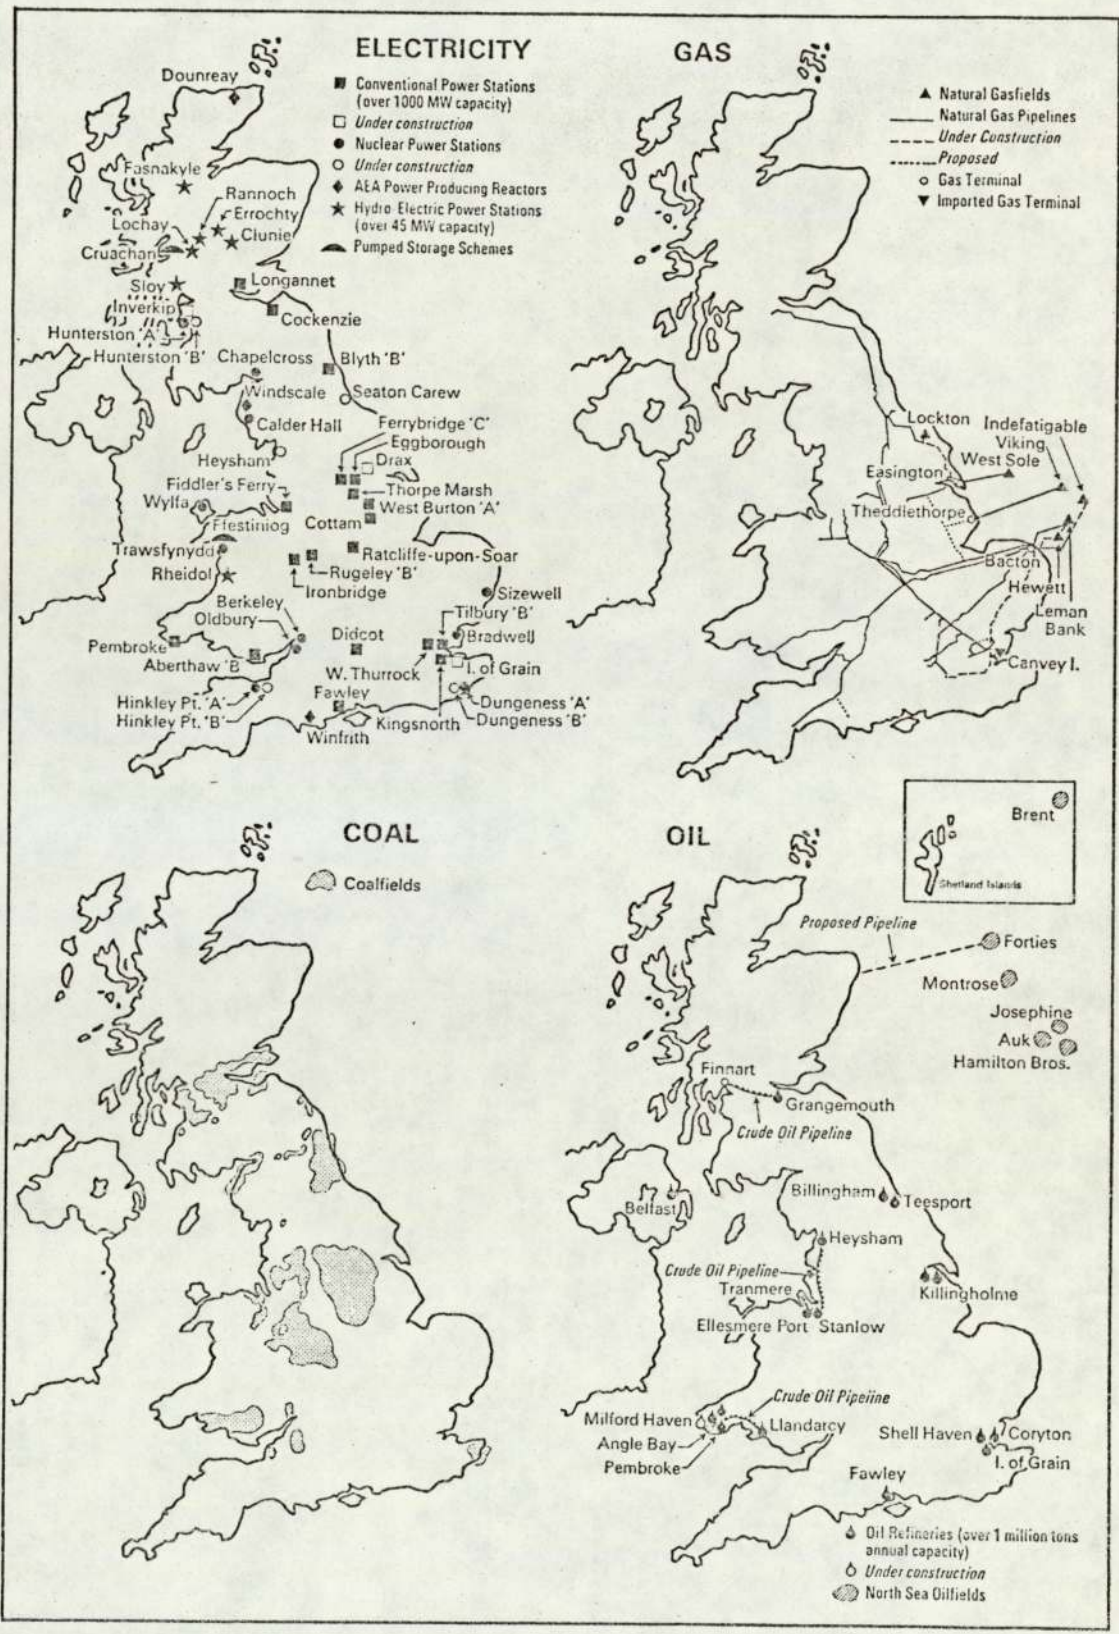 ELECTRICITY
Conventional Power Stations
(over 1000 MW capacity)
Under construction
Nuclear Power Stations
Under construction
AEA Power Producing Reactors
Hydro Electric Power Stations
(over 45 MW capacity)
Pumped Storage Schemes
Dounreay
Fasnakyle
Rannoch
Errochty
Lochay
Clunie
Cruachan
Sloy
Longannet
Inverkip
Cockenzie
Hunterston 'A'
Hunterston 'B'
Chapelcross
Blyth 'B'
Windscale
Seaton Carew
Calder Hall
Ferrybridge 'C'
Eggborough
Heysham
Drax
Fiddler's Ferry
Thorpe Marsh
Wylfa
West Burton 'A'
Ffestiniog
Cottam
Trawsfynydd
Ratcliffe-upon-Soar
Rheidol
Rugeley 'B'
Ironbridge
Sizewell
Berkeley
Tilbury 'B'
Oldbury
Didcot
Bradwell
Pembroke
Aberthaw 'B
W. Thurrock
I. of Grain
Hinkley Pt. 'A'
Fawley
Dungeness 'A'
Hinkley Pt. 'B'
Kingsnorth
Dungeness 'B'
Winfrith
GAS
Natural Gasfields
Natural Gas Pipelines
Under Construction
Proposed
Gas Terminal
Imported Gas Terminal
Lockton
Indefatigable
Viking
West Sole
Easington
Theddlethorpe
Bacton
Hewett
Leman
Bank
Canvey I.
COAL
Coalfields
OIL
Brent
Shetland Islands
Proposed Pipeline
Forties
Montrose
Josephine
Auk
Hamilton Bros.
Finnart
Grangemouth
Crude Oil Pipeline
Billingham
Teesport
Belfast
Heysham
Crude Oil Pipeline
Tranmere
Killingholme
Ellesmere Port
Stanlow
Crude Oil Pipeline
Milford Haven
Llandarcy
Angle Bay
Pembroke
Shell Haven
Coryton
I. of Grain
Fawley
Oil Refineries (over 1 million tons
annual capacity)
Under construction
North Sea Oilfields